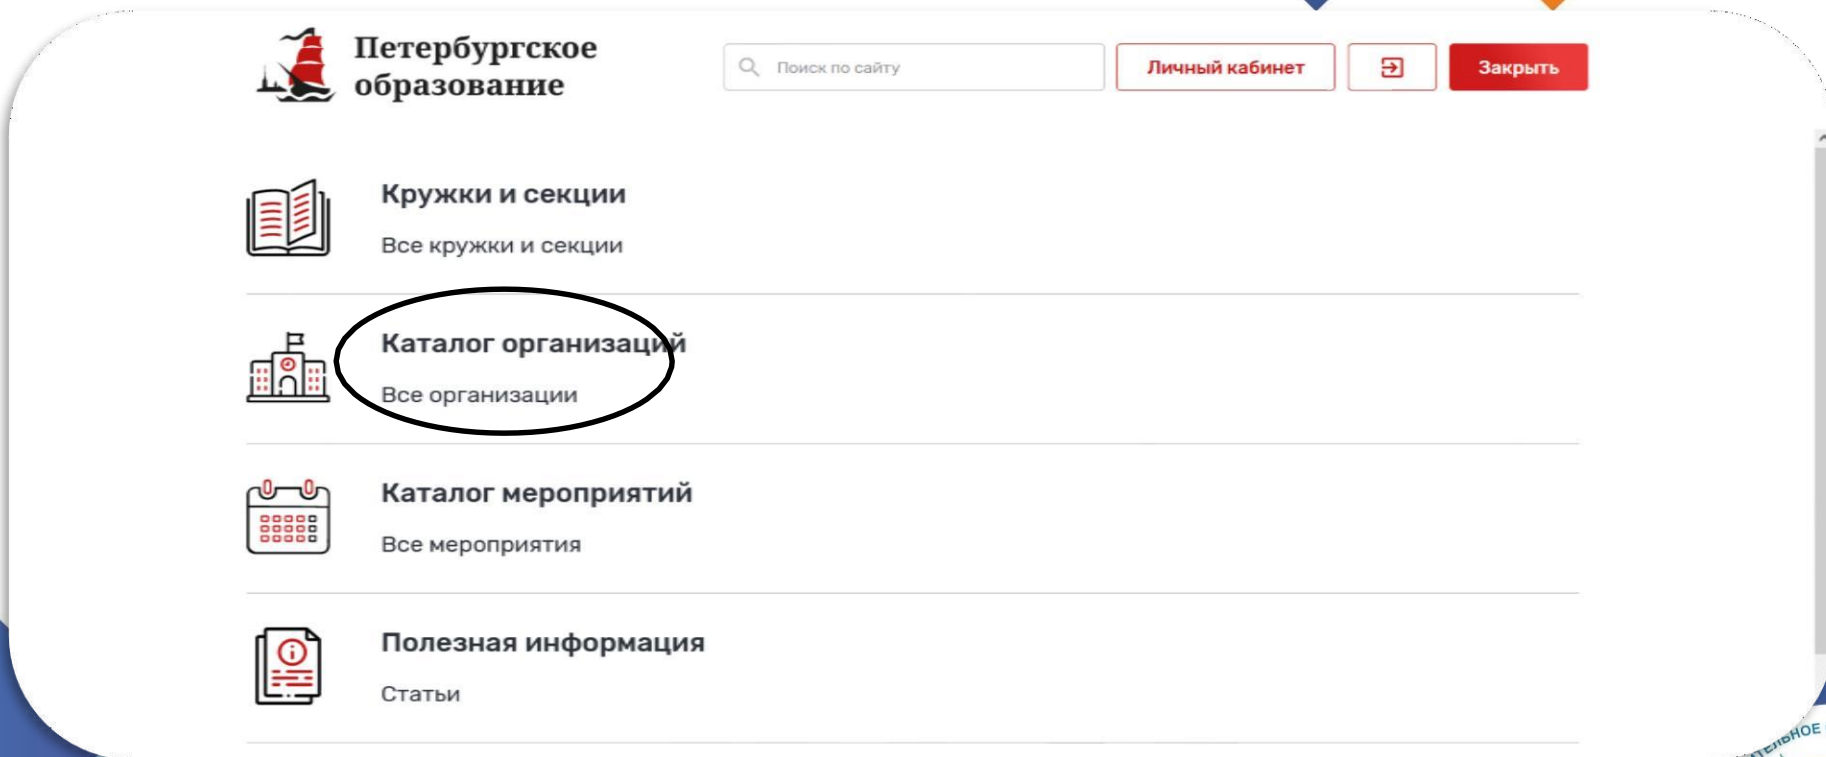 Петербургское
образование
Поиск по сайту
Личный кабинет
Закрыть
Кружки и секции
Все кружки и секции
Каталог организаций
Все организации
Каталог мероприятий
Все мероприятия
Полезная информация
Статьи